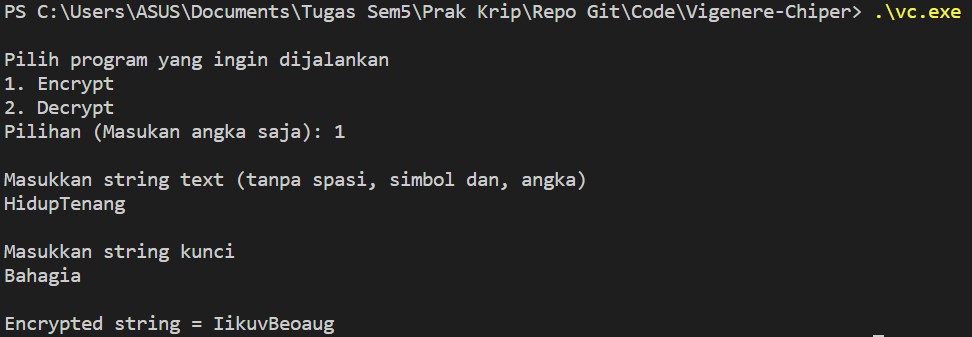 PS C:\Users\ASUS\Documents\Tugas Sem5\Prak Krip\Repo Git\Code\Vigenere-Chiper> .\vc.exe
Pilih program yang ingin dijalankan
1. Encrypt
2. Decrypt
Pilihan (Masukan angka saja): 1
Masukkan string text (tanpa spasi, simbol dan, angka)
HidupTenang
Masukkan string kunci
Bahagia
Encrypted string = IikuvBeoaug